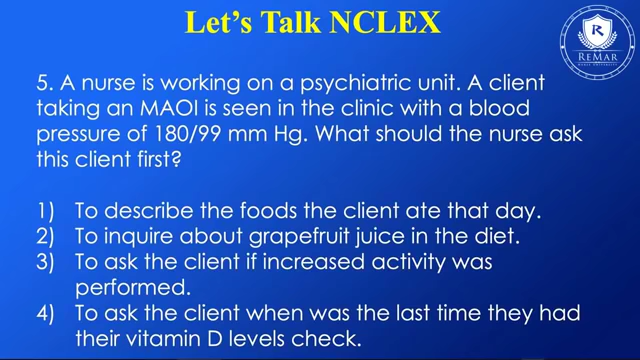 Let's Talk NCLEX
R
REMAR
NURSE UNIVERSITY
5. A nurse is working on a psychiatric unit. A client
taking an MAOI is seen in the clinic with a blood
pressure of 180/99 mm Hg. What should the nurse ask
this client first?
1) To describe the foods the client ate that day.
2) To inquire about grapefruit juice in the diet.
3) To ask the client if increased activity was
performed.
4) To ask the client when was the last time they had
their vitamin D levels check.